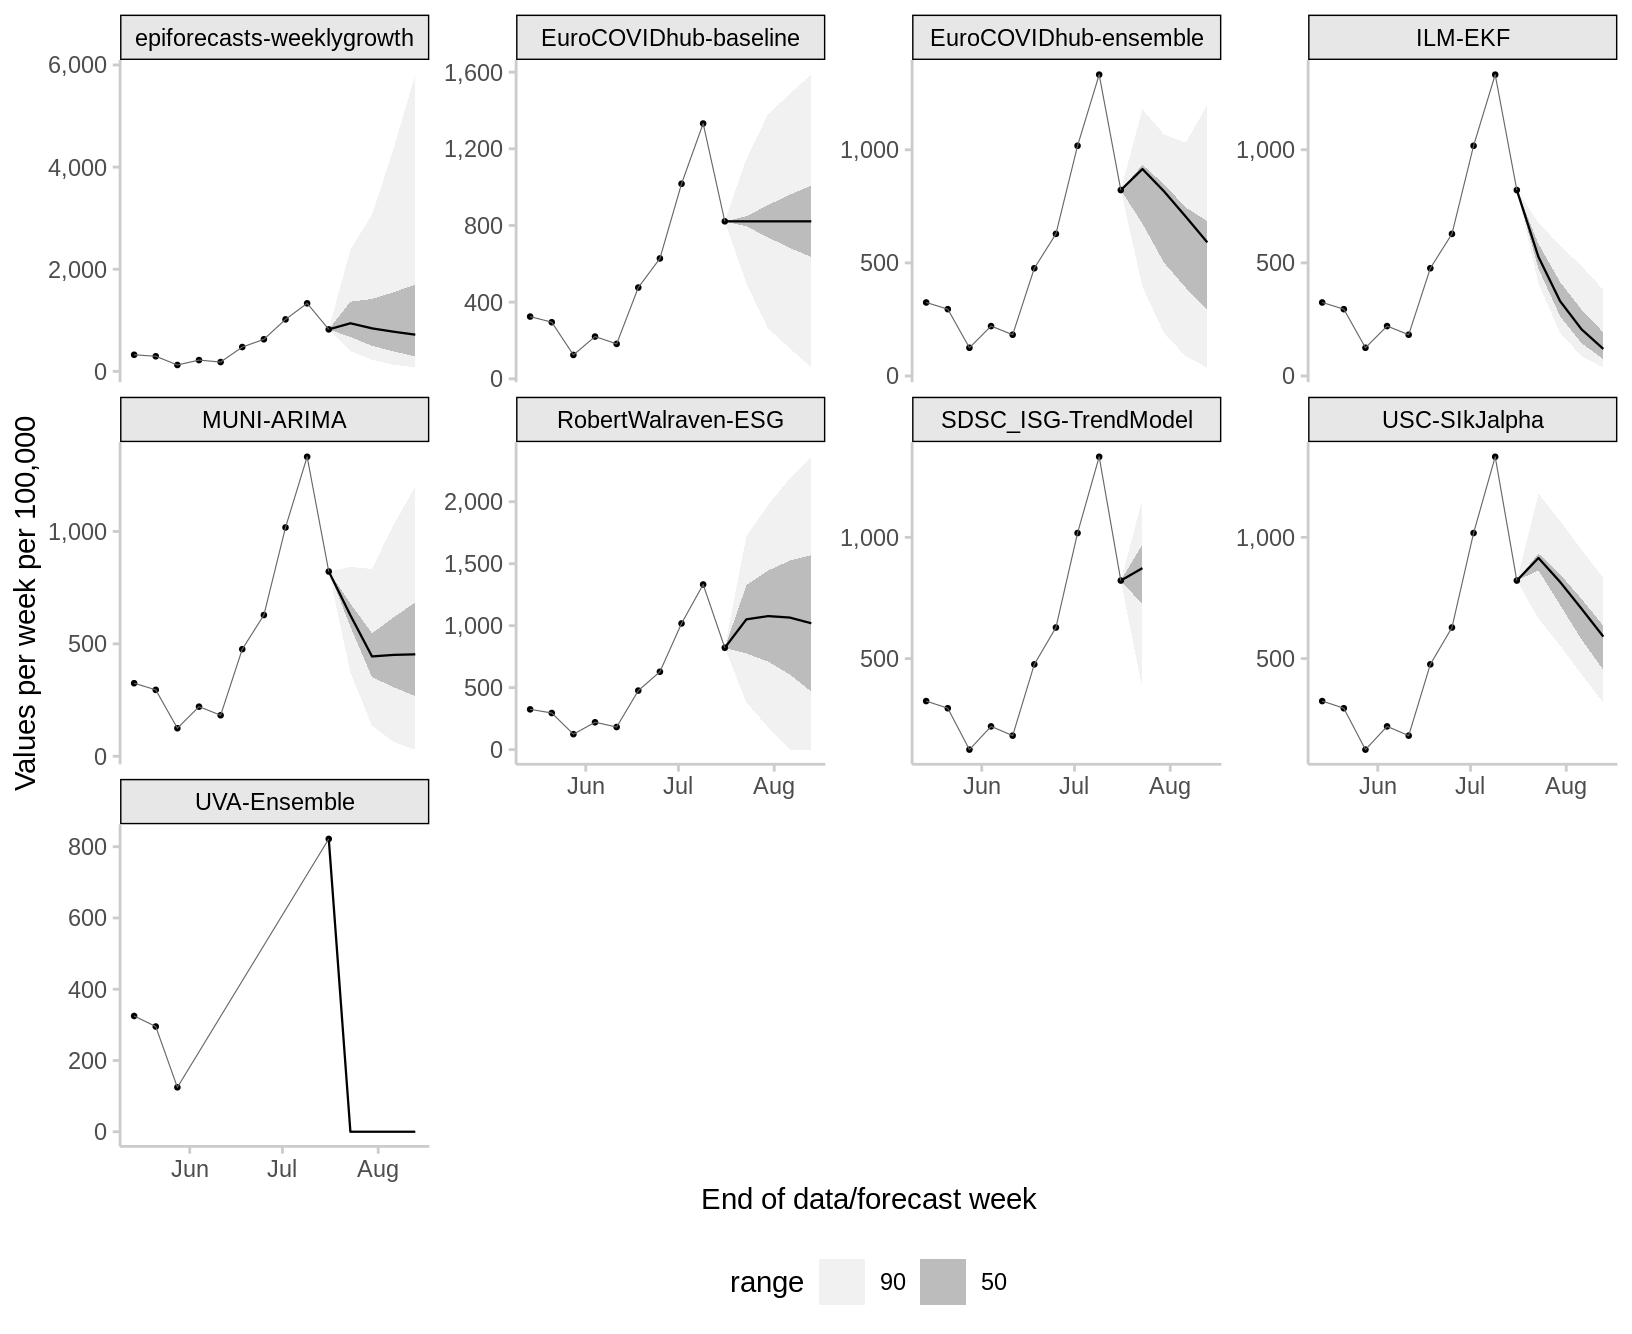 epiforecasts-weeklygrowth
EuroCOVIDhub-baseline
EuroCOVIDhub-ensemble
ILM-EKF
6,000
4,000
2,000
0
1,600
1,200
800
400
0
1,000
500
0
1,000
500
0
MUNI-ARIMA
RobertWalraven-ESG
SDSC_ISG-TrendModel
USC-SIkJalpha
1,000
500
0
2,000
1,500
1,000
500
0
1,000
500
1,000
500
Jun Jul Aug
Jun Jul Aug
Jun Jul Aug
UVA-Ensemble
800
600
400
200
0
Jun Jul Aug
Values per week per 100,000
End of data/forecast week
range 90 50